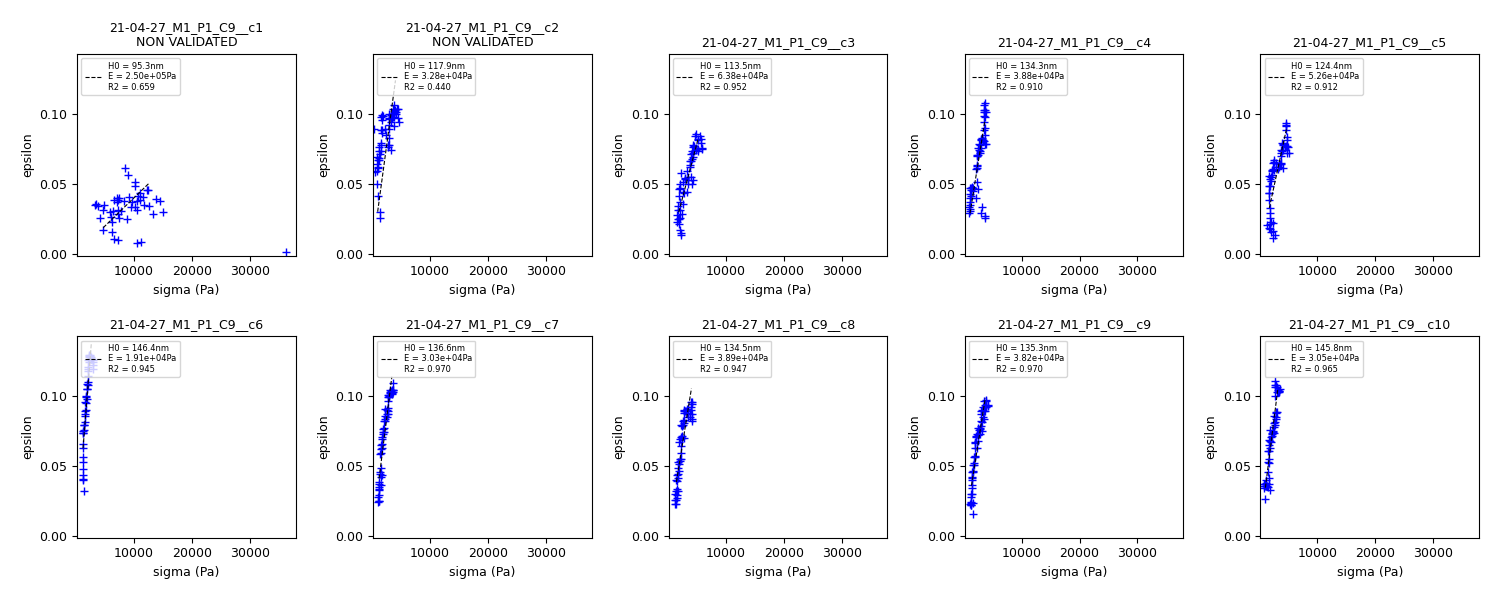 21-04-27_M1_P1_C9__c1
NON VALIDATED
H0 = 95.3nm
E = 2.50e+05Pa
R2 = 0.659
epsilon
0.10
0.05
0.00
10000 20000 30000
sigma (Pa)
21-04-27_M1_P1_C9__c2
NON VALIDATED
H0 = 117.9nm
E = 3.28e+04Pa
R2 = 0.440
epsilon
0.10
0.05
0.00
10000 20000 30000
sigma (Pa)
21-04-27_M1_P1_C9__c3
H0 = 113.5nm
E = 6.38e+04Pa
R2 = 0.952
epsilon
0.10
0.05
0.00
10000 20000 30000
sigma (Pa)
21-04-27_M1_P1_C9__c4
H0 = 134.3nm
E = 3.88e+04Pa
R2 = 0.910
epsilon
0.10
0.05
0.00
10000 20000 30000
sigma (Pa)
21-04-27_M1_P1_C9__c5
H0 = 124.4nm
E = 5.26e+04Pa
R2 = 0.912
epsilon
0.10
0.05
0.00
10000 20000 30000
sigma (Pa)
21-04-27_M1_P1_C9__c6
H0 = 146.4nm
E = 1.91e+04Pa
R2 = 0.945
epsilon
0.10
0.05
0.00
10000 20000 30000
sigma (Pa)
21-04-27_M1_P1_C9__c7
H0 = 136.6nm
E = 3.03e+04Pa
R2 = 0.970
epsilon
0.10
0.05
0.00
10000 20000 30000
sigma (Pa)
21-04-27_M1_P1_C9__c8
H0 = 134.5nm
E = 3.89e+04Pa
R2 = 0.947
epsilon
0.10
0.05
0.00
10000 20000 30000
sigma (Pa)
21-04-27_M1_P1_C9__c9
H0 = 135.3nm
E = 3.82e+04Pa
R2 = 0.970
epsilon
0.10
0.05
0.00
10000 20000 30000
sigma (Pa)
21-04-27_M1_P1_C9__c10
H0 = 145.8nm
E = 3.05e+04Pa
R2 = 0.965
epsilon
0.10
0.05
0.00
10000 20000 30000
sigma (Pa)